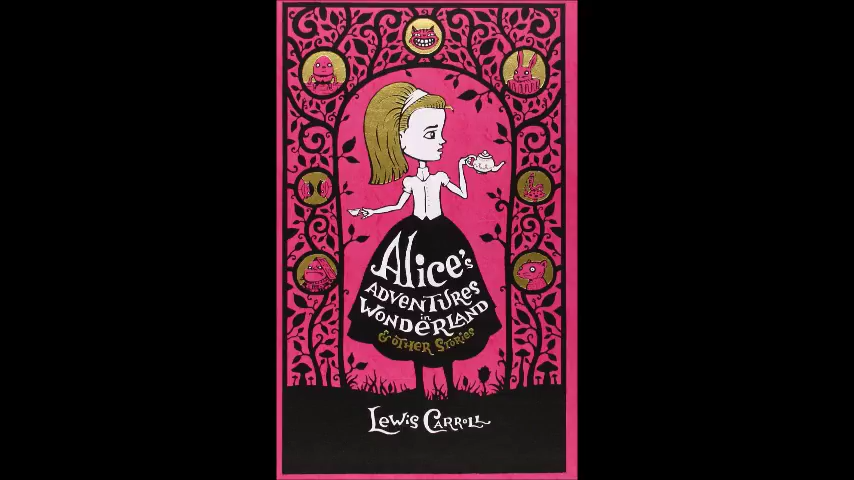 Alice's
ADVENTURES
in
WONDERLAND
& OTHER STORIES
LEWIS CARROLL